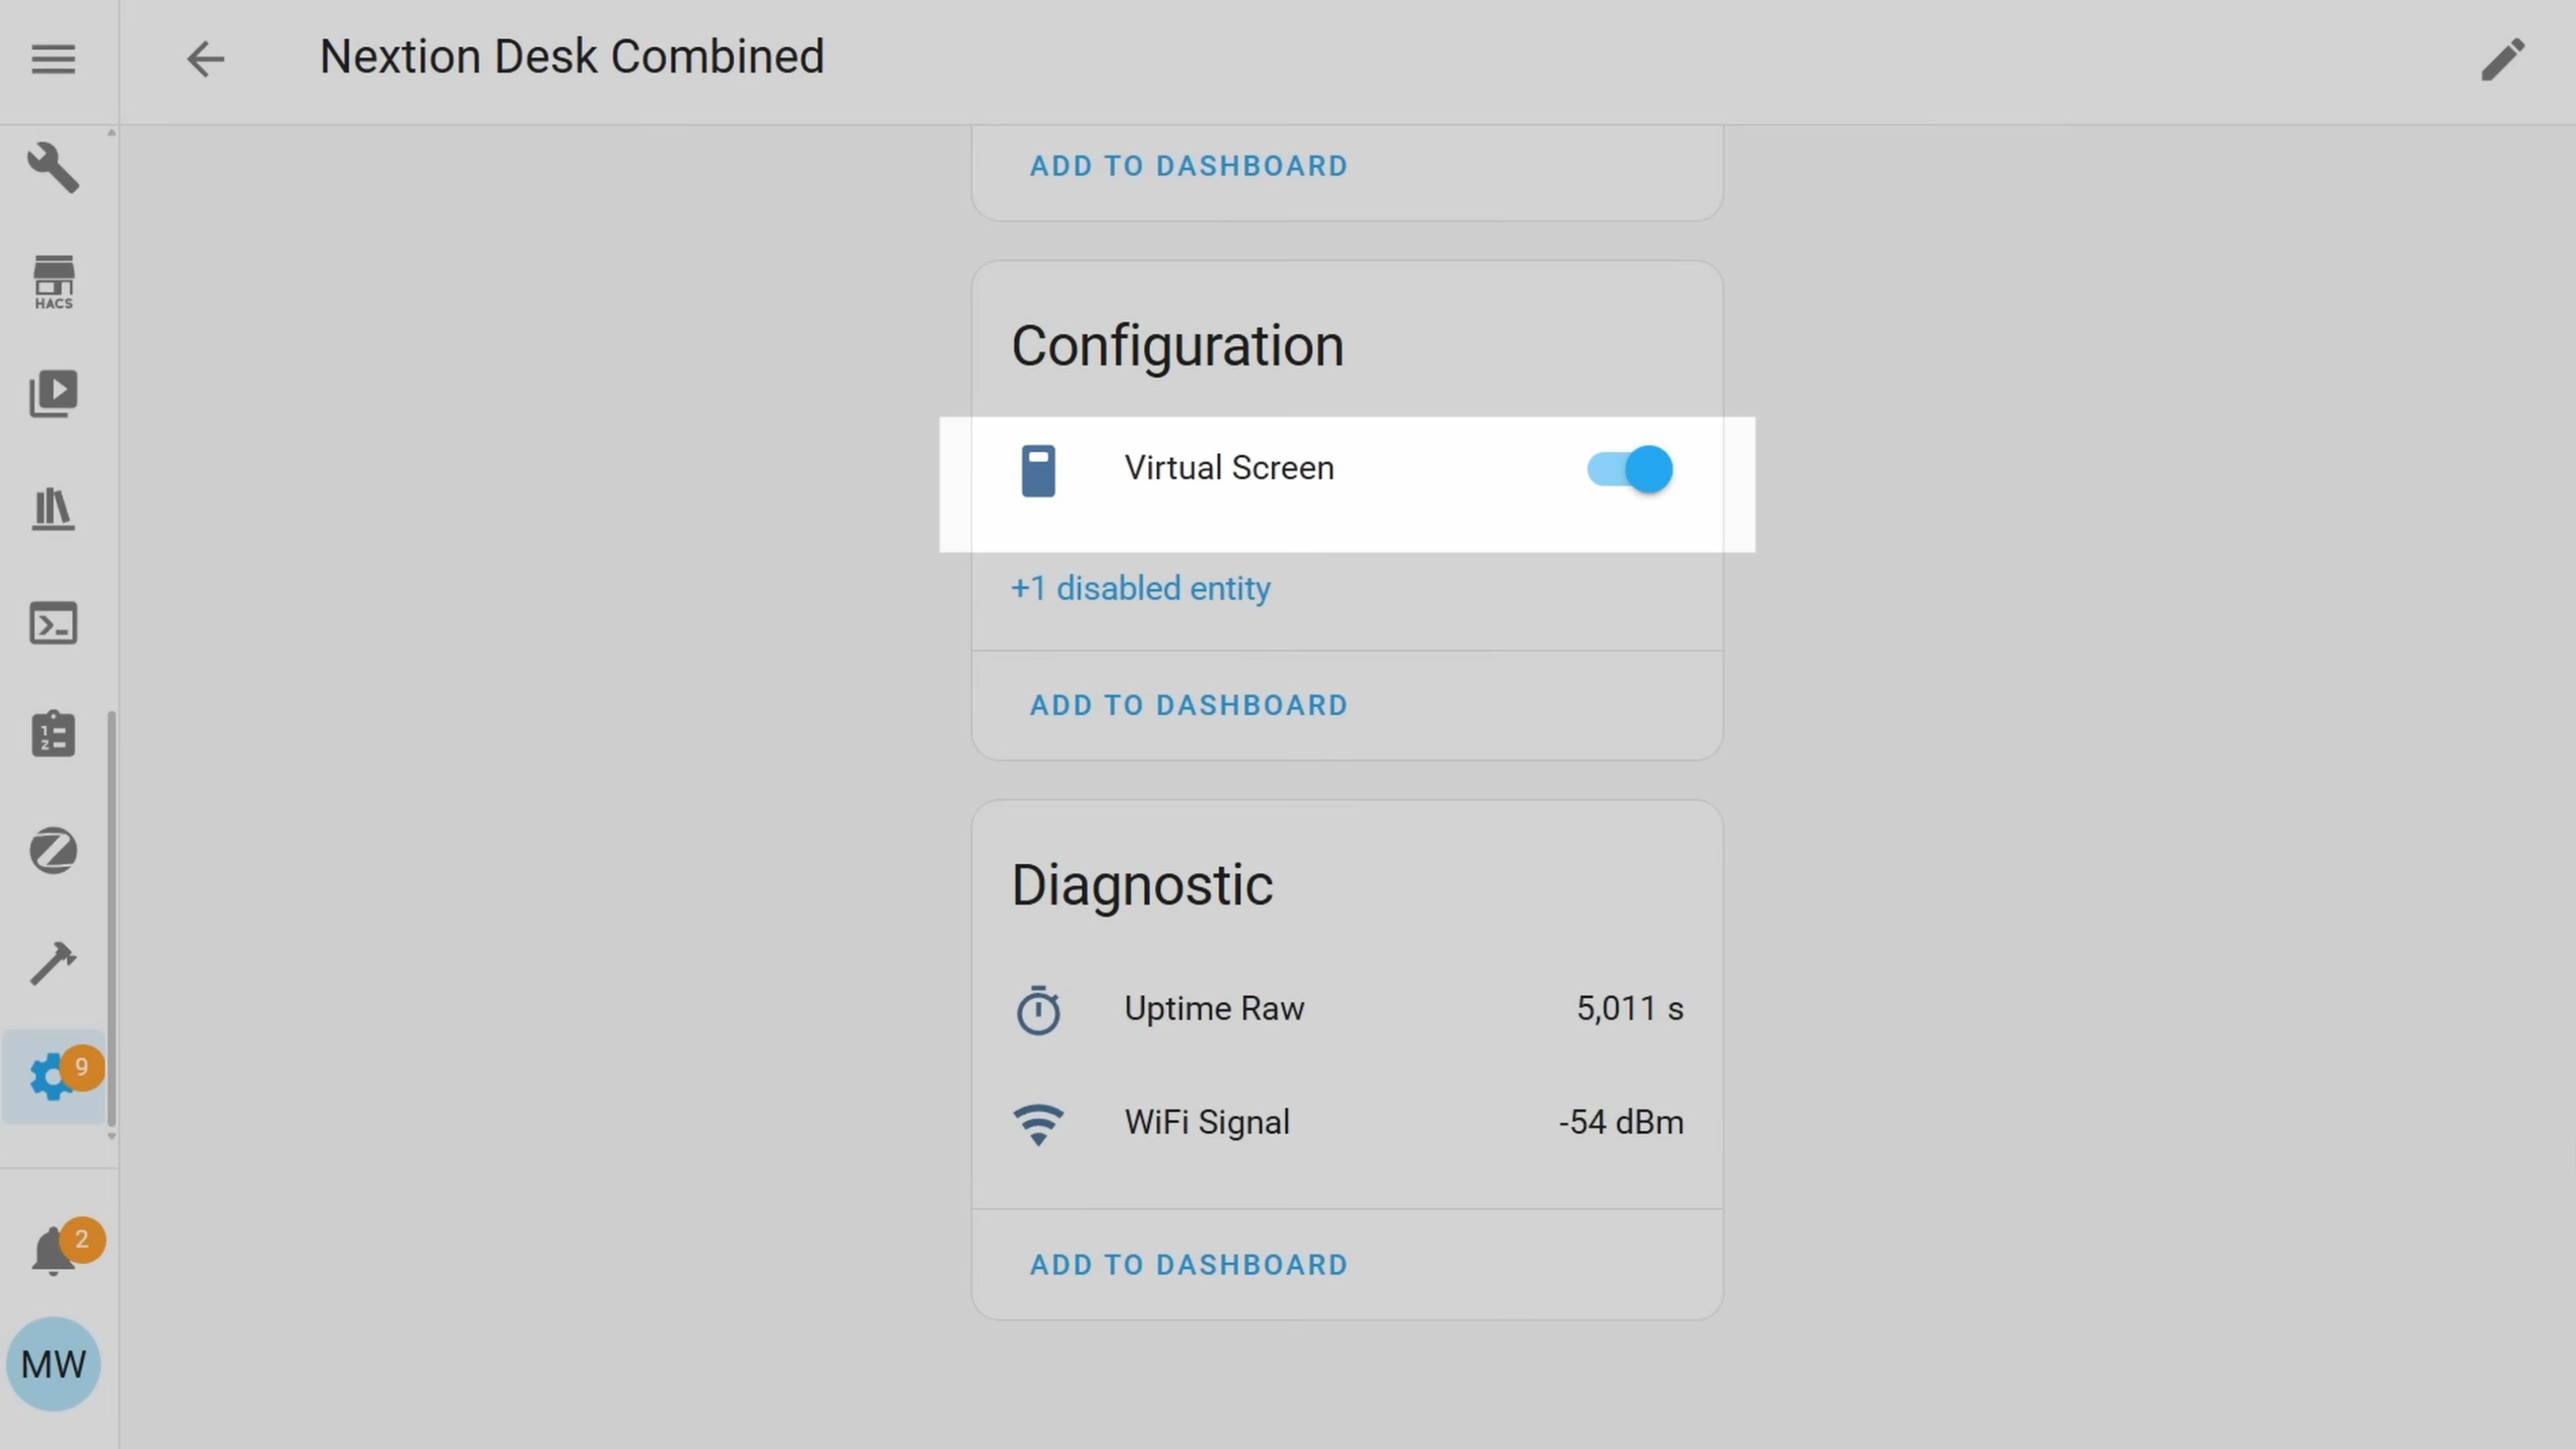 Nextion Desk Combined
ADD TO DASHBOARD
HACS
Configuration
Virtual Screen
+1 disabled entity
ADD TO DASHBOARD
Diagnostic
Uptime Raw 5,011 s
9
WiFi Signal -54 dBm
2
ADD TO DASHBOARD
MW